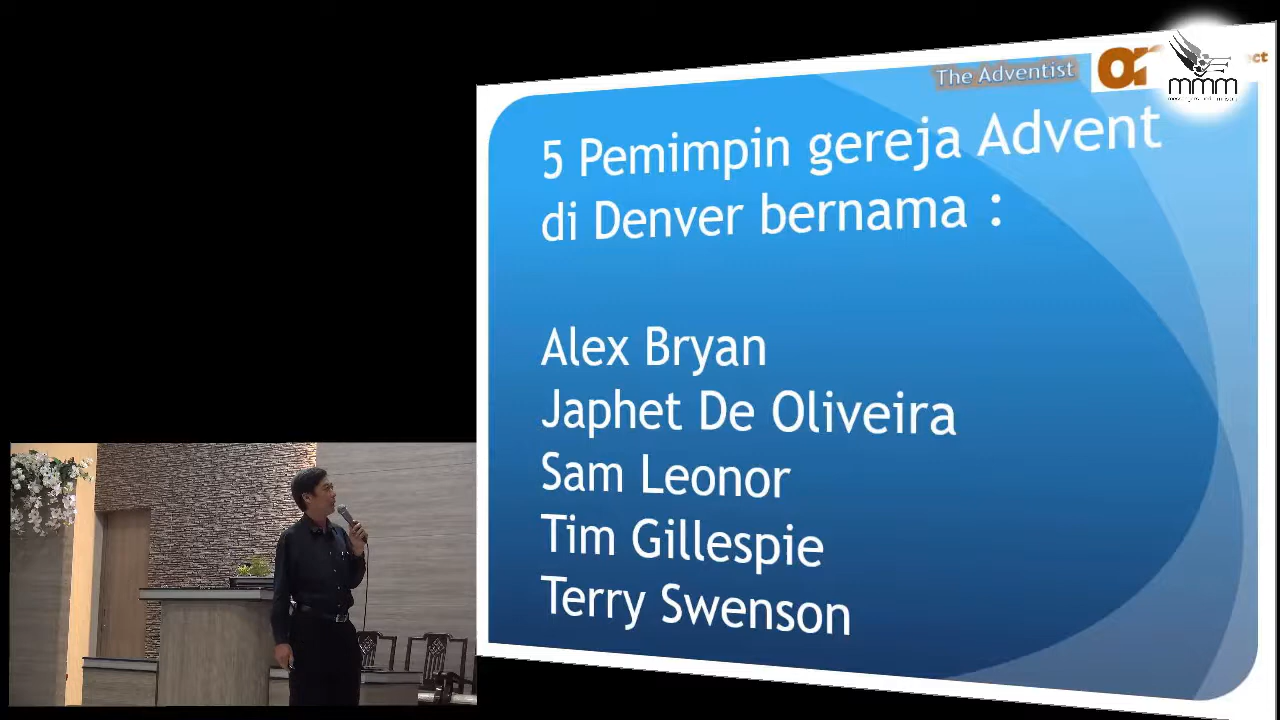 The Adventist
mmm
5 Pemimpin gereja Advent
di Denver bernama :
Alex Bryan
Japhet De Oliveira
Sam Leonor
Tim Gillespie
Terry Swenson